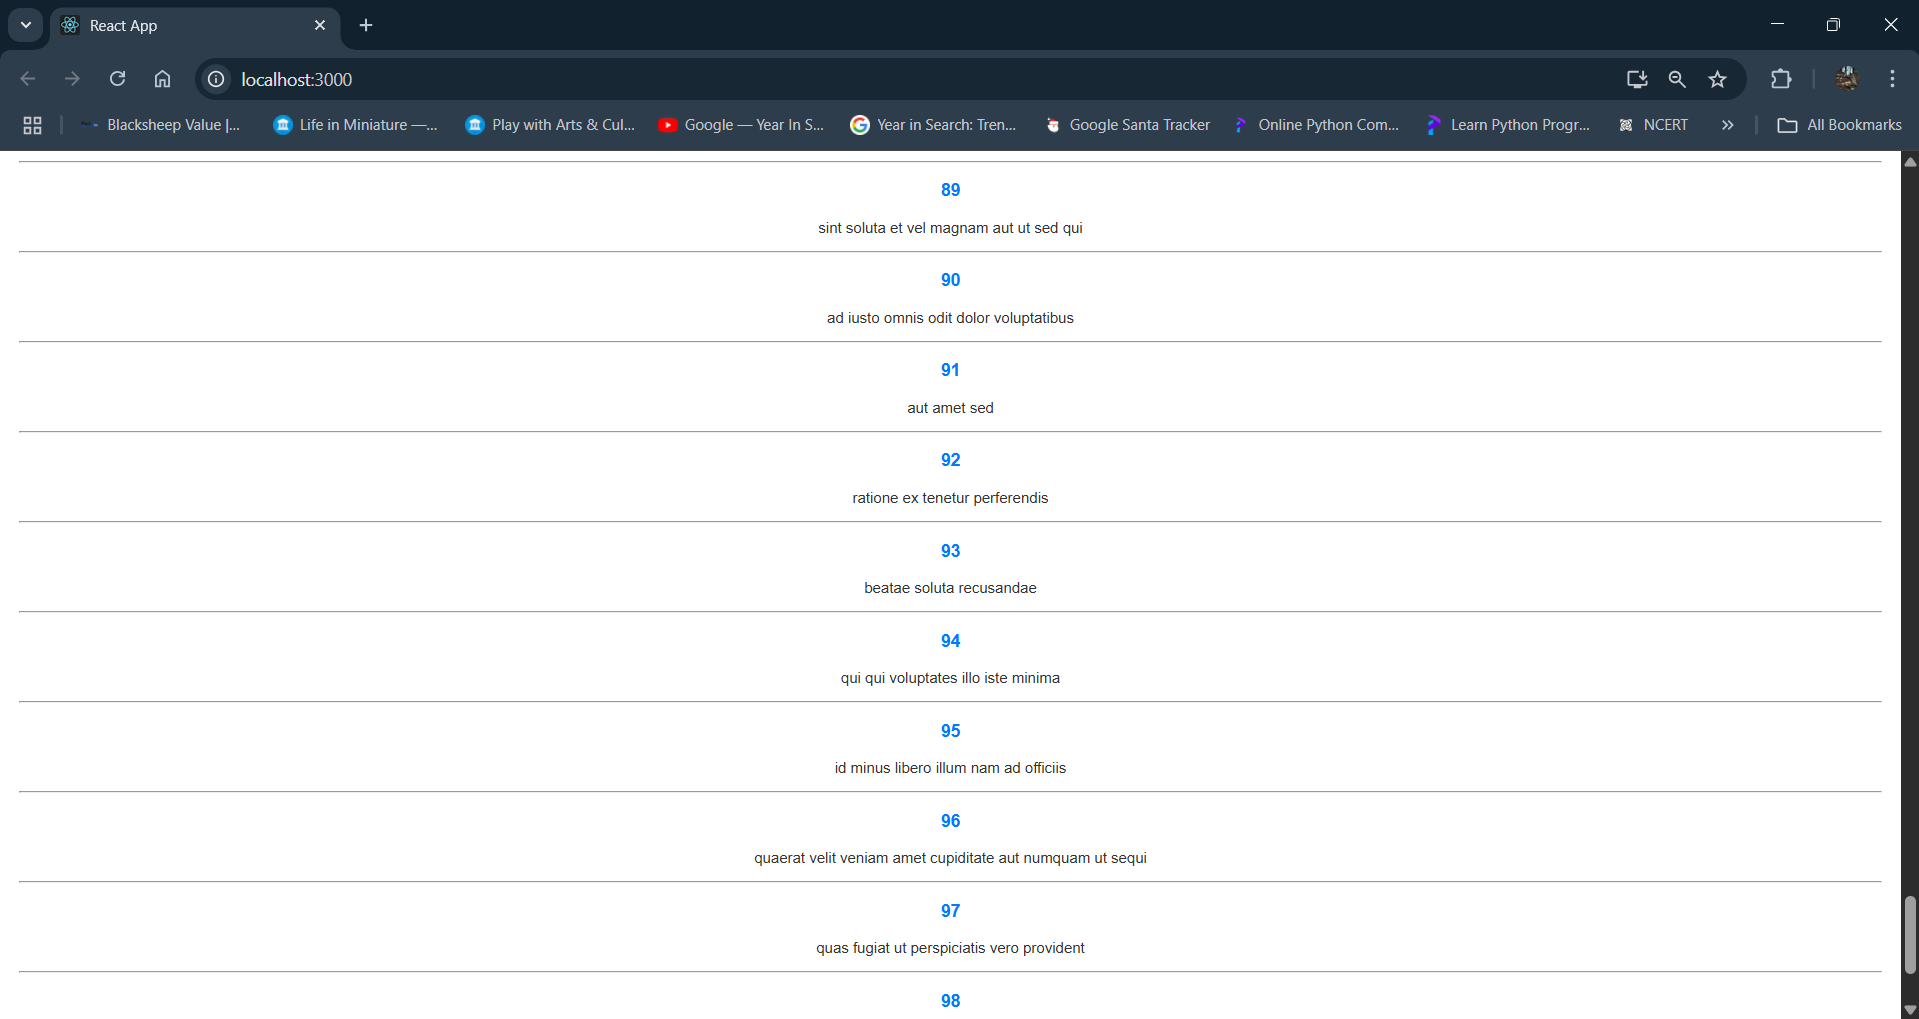 React App
localhost:3000
Blacksheep Value |...
Life in Miniature —...
Play with Arts & Cul...
Google — Year In S...
Year in Search: Tren...
Google Santa Tracker
Online Python Com...
Learn Python Progr...
NCERT
All Bookmarks
89
sint soluta et vel magnam aut ut sed qui
90
ad iusto omnis odit dolor voluptatibus
91
aut amet sed
92
ratione ex tenetur perferendis
93
beatae soluta recusandae
94
qui qui voluptates illo iste minima
95
id minus libero illum nam ad officiis
96
quaerat velit veniam amet cupiditate aut numquam ut sequi
97
quas fugiat ut perspiciatis vero provident
98